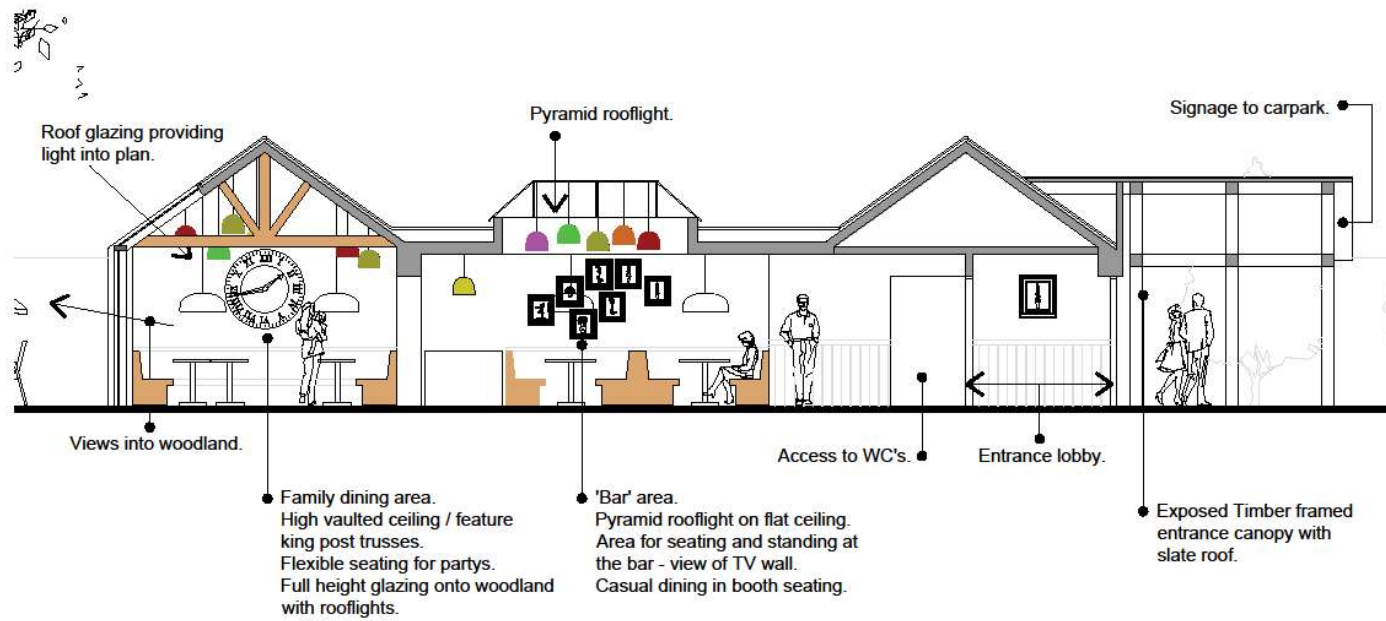 Signage to carpark.
Pyramid rooflight.
Roof glazing providing
light into plan.
Views into woodland.
Access to WC's.
Entrance lobby.
Family dining area.
High vaulted ceiling / feature
king post trusses.
Flexible seating for partys.
Full height glazing onto woodland
with rooflights.
'Bar' area.
Pyramid rooflight on flat ceiling.
Area for seating and standing at
the bar - view of TV wall.
Casual dining in booth seating.
Exposed Timber framed
entrance canopy with
slate roof.